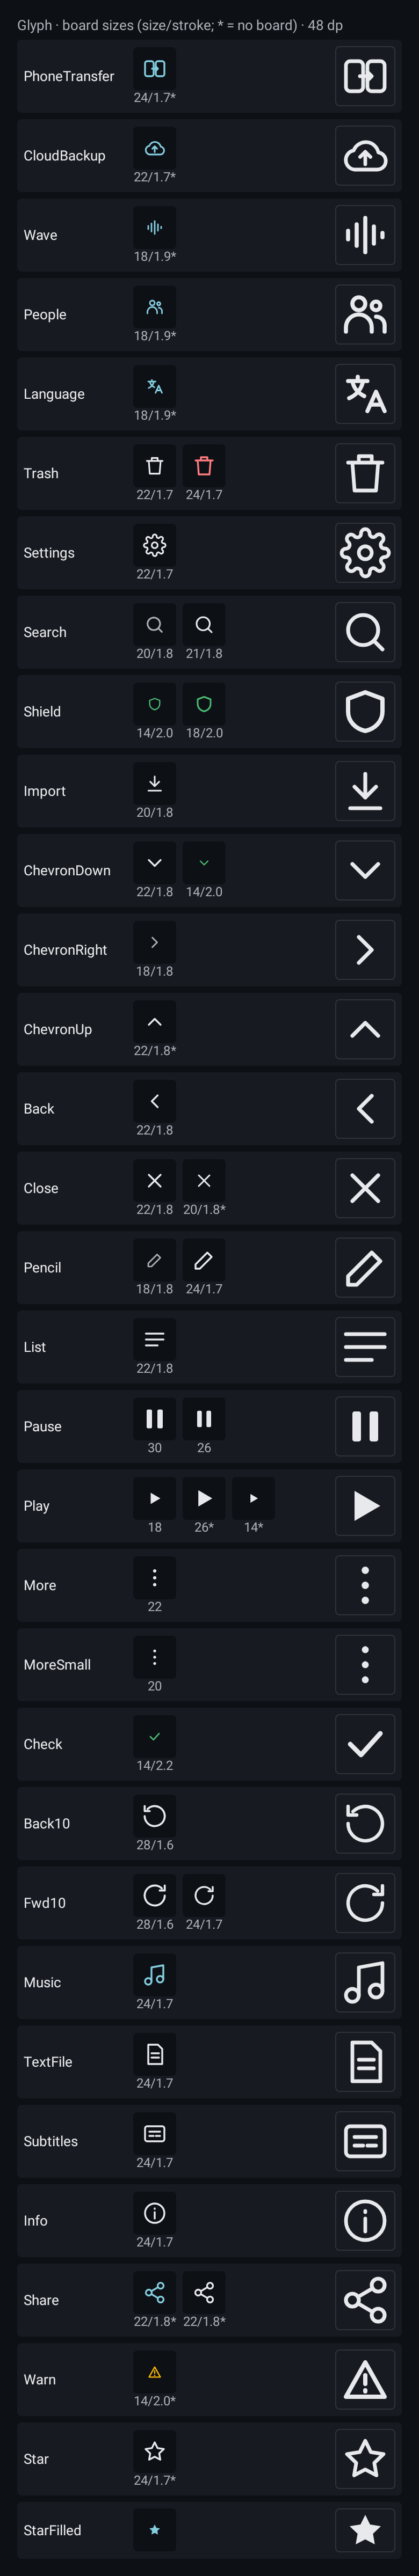 Glyph · board sizes (size/stroke; * = no board) · 48 dp
PhoneTransfer
24/1.7*
CloudBackup
22/1.7*
Wave
18/1.9*
People
18/1.9*
Language
18/1.9*
Trash
22/1.7 24/1.7
Settings
22/1.7
Search
20/1.8 21/1.8
Shield
14/2.0 18/2.0
Import
20/1.8
ChevronDown
22/1.8 14/2.0
ChevronRight
18/1.8
ChevronUp
22/1.8*
Back
22/1.8
Close
22/1.8 20/1.8*
Pencil
18/1.8 24/1.7
List
22/1.8
Pause
30 26
Play
18 26* 14*
More
22
MoreSmall
20
Check
14/2.2
Back10
28/1.6
Fwd10
28/1.6 24/1.7
Music
24/1.7
TextFile
24/1.7
Subtitles
24/1.7
Info
24/1.7
Share
22/1.8* 22/1.8*
Warn
14/2.0*
Star
24/1.7*
StarFilled